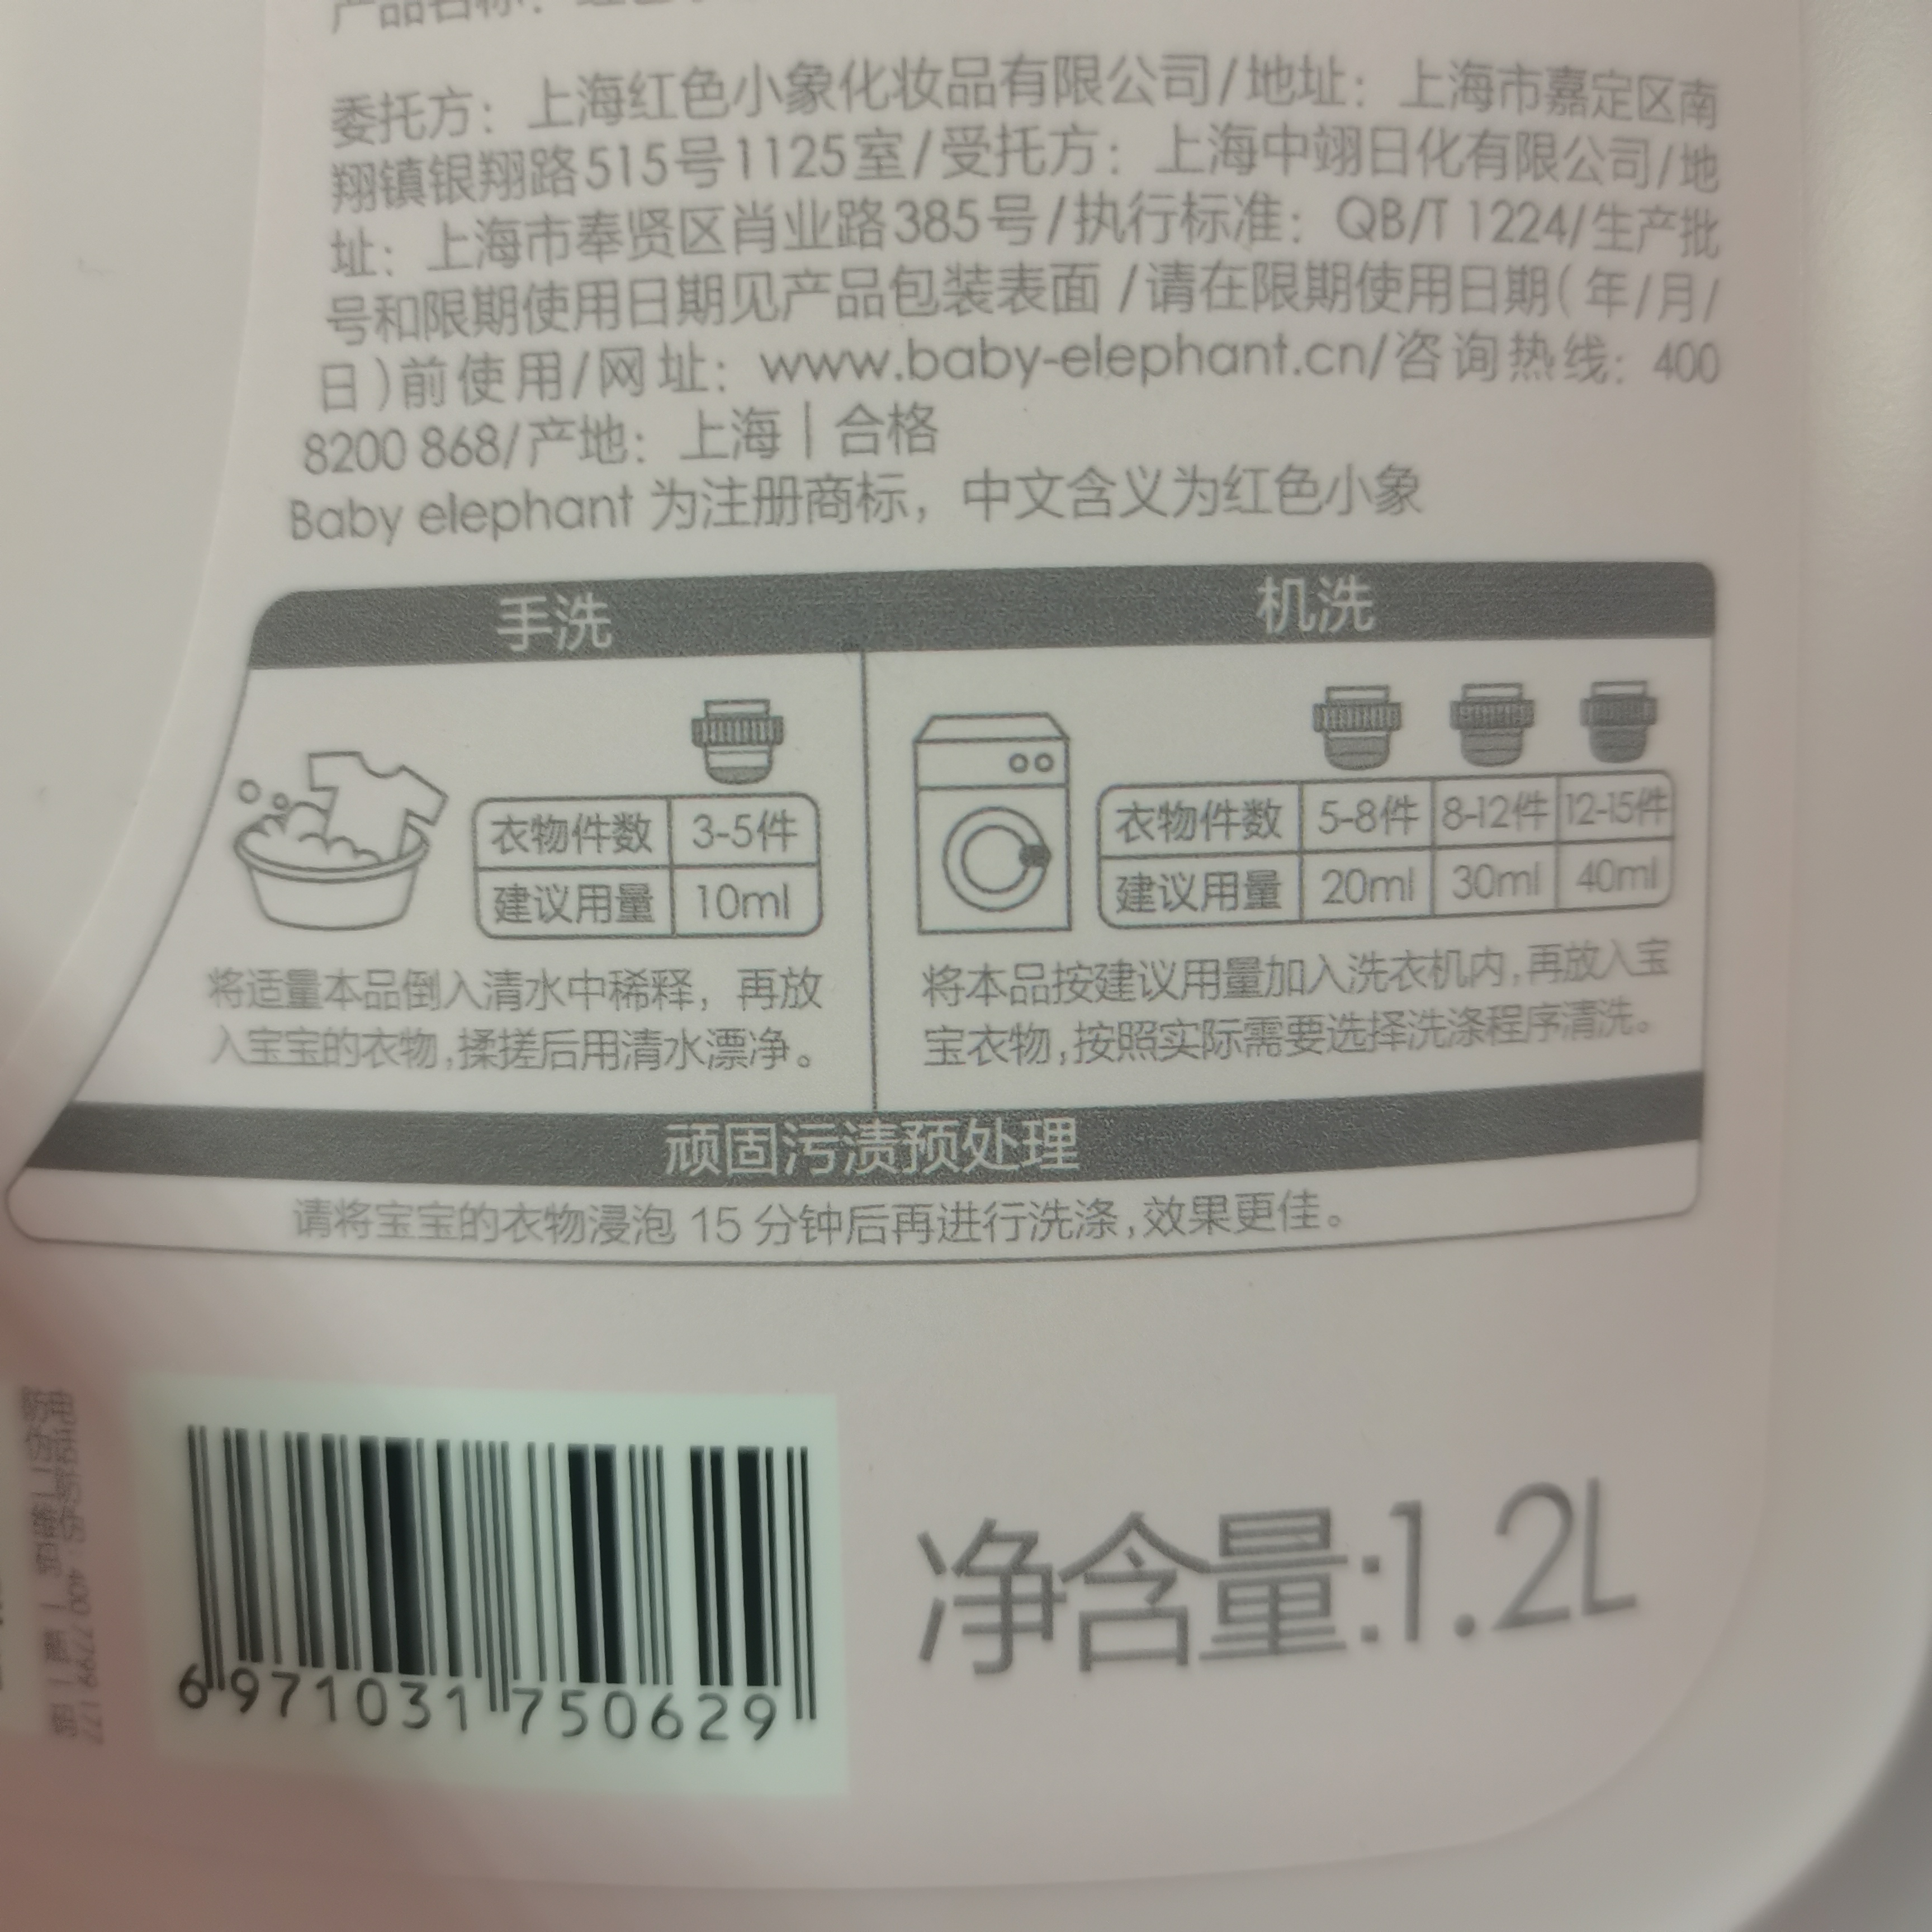 产品名称：
委托方：上海红色小象化妆品有限公司/地址：上海市嘉定区南
翔镇银翔路515号1125室/受托方：上海中翊日化有限公司/地
址：上海市奉贤区肖业路385号/执行标准：QB/T 1224/生产批
号和限期使用日期见产品包装表面/请在限期使用日期(年/月/
日)前使用/网址：www.baby-elephant.cn/咨询热线：400
8200 868/产地：上海|合格
Baby elephant 为注册商标，中文含义为红色小象
手洗
衣物件数 3-5件
建议用量 10ml
将适量本品倒入清水中稀释，再放
入宝宝的衣物,揉搓后用清水漂净。
机洗
衣物件数 5-8件 8-12件 12-15件
建议用量 20ml 30ml 40ml
将本品按建议用量加入洗衣机内,再放入宝
宝衣物,按照实际需要选择洗涤程序清洗。
顽固污渍预处理
请将宝宝的衣物浸泡 15 分钟后再进行洗涤,效果更佳。
6 971031 750629
净含量:1.2L
400 7799 177